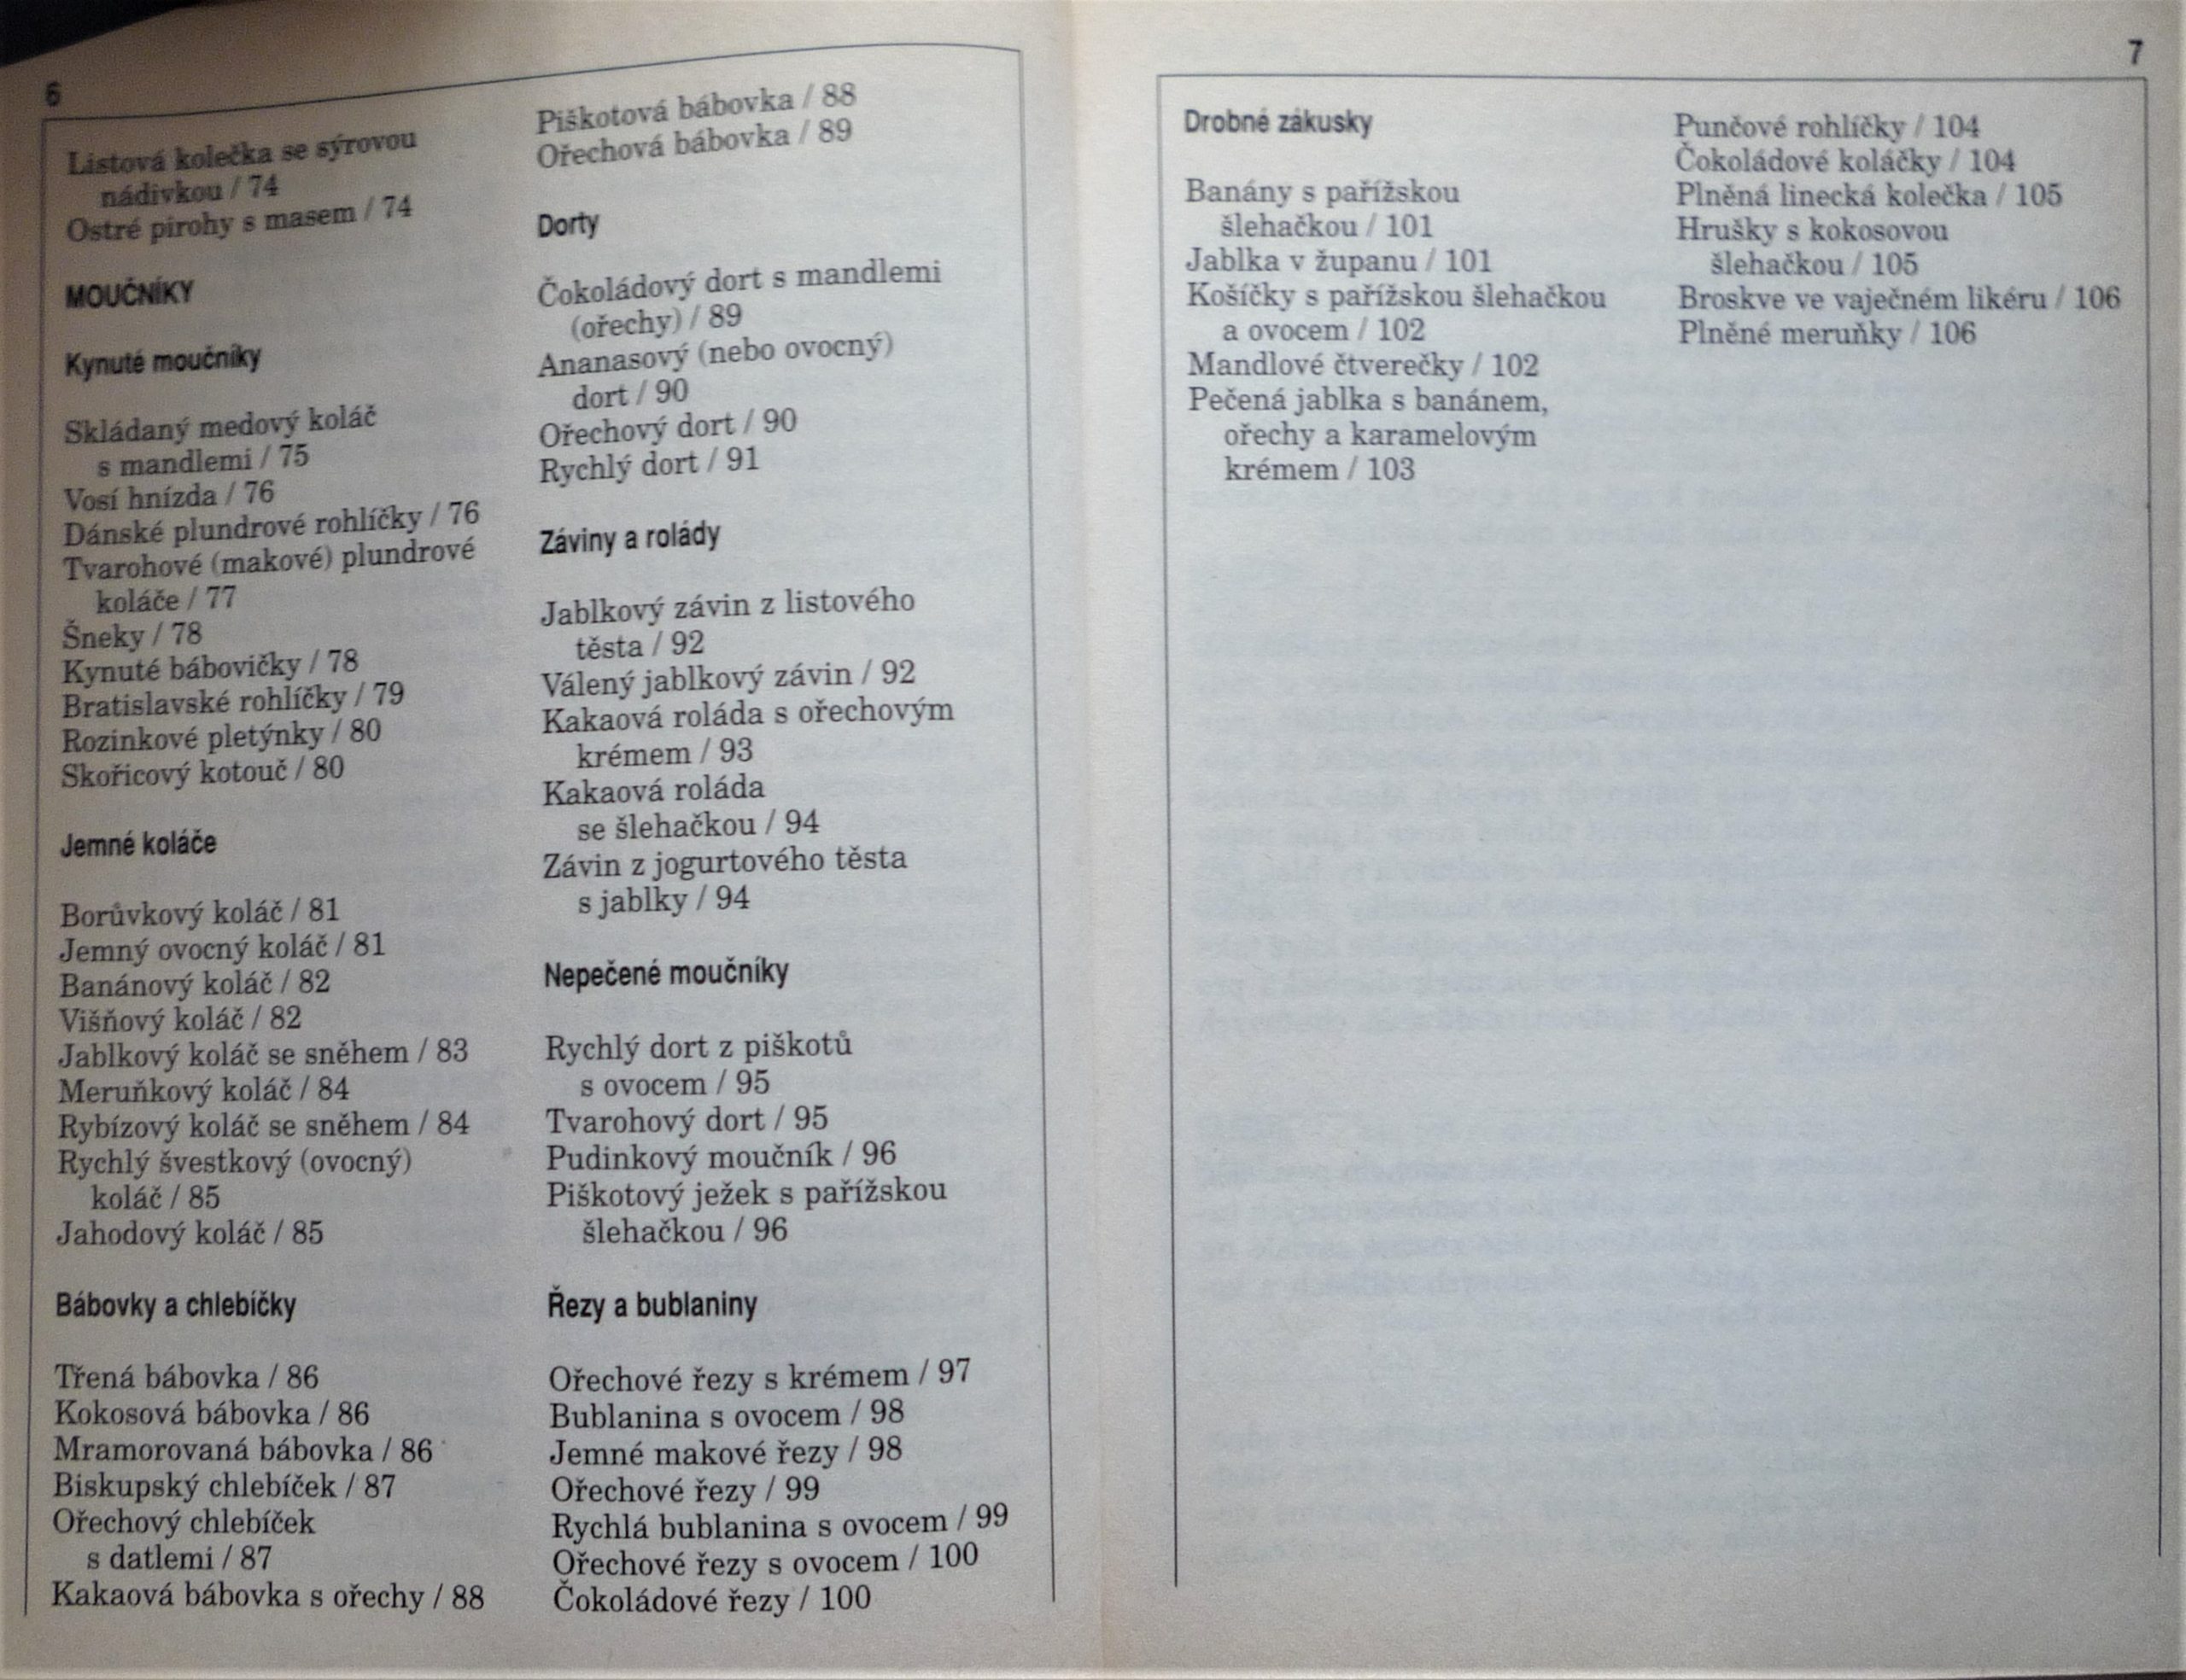 6
Listová kolečka se sýrovou
nádivkou / 74
Ostré pirohy s masem / 74
MOUČNÍKY
Kynuté moučníky
Skládaný medový koláč
s mandlemi / 75
Vosí hnízda / 76
Dánské plundrové rohlíčky / 76
Tvarohové (makové) plundrové
koláče / 77
Šneky / 78
Kynuté bábovičky / 78
Bratislavské rohlíčky / 79
Rozinkové pletýnky / 80
Skořicový kotouč / 80
Jemné koláče
Borůvkový koláč / 81
Jemný ovocný koláč / 81
Banánový koláč / 82
Višňový koláč / 82
Jablkový koláč se sněhem / 83
Meruňkový koláč / 84
Rybízový koláč se sněhem / 84
Rychlý švestkový (ovocný)
koláč / 85
Jahodový koláč / 85
Bábovky a chlebíčky
Třená bábovka / 86
Kokosová bábovka / 86
Mramorovaná bábovka / 86
Biskupský chlebíček / 87
Ořechový chlebíček
s datlemi / 87
Kakaová bábovka s ořechy / 88
Piškotová bábovka / 88
Ořechová bábovka / 89
Dorty
Čokoládový dort s mandlemi
(ořechy) / 89
Ananasový (nebo ovocný)
dort / 90
Ořechový dort / 90
Rychlý dort / 91
Záviny a rolády
Jablkový závin z listového
těsta / 92
Válený jablkový závin / 92
Kakaová roláda s ořechovým
krémem / 93
Kakaová roláda
se šlehačkou / 94
Závin z jogurtového těsta
s jablky / 94
Nepečené moučníky
Rychlý dort z piškotů
s ovocem / 95
Tvarohový dort / 95
Pudinkový moučník / 96
Piškotový ježek s pařížskou
šlehačkou / 96
Řezy a bublaniny
Ořechové řezy s krémem / 97
Bublanina s ovocem / 98
Jemné makové řezy / 98
Ořechové řezy / 99
Rychlá bublanina s ovocem / 99
Ořechové řezy s ovocem / 100
Čokoládové řezy / 100
7
Drobné zákusky
Banány s pařížskou
šlehačkou / 101
Jablka v županu / 101
Košíčky s pařížskou šlehačkou
a ovocem / 102
Mandlové čtverečky / 102
Pečená jablka s banánem,
ořechy a karamelovým
krémem / 103
Punčové rohlíčky / 104
Čokoládové koláčky / 104
Plněná linecká kolečka / 105
Hrušky s kokosovou
šlehačkou / 105
Broskve ve vaječném likéru / 106
Plněné meruňky / 106